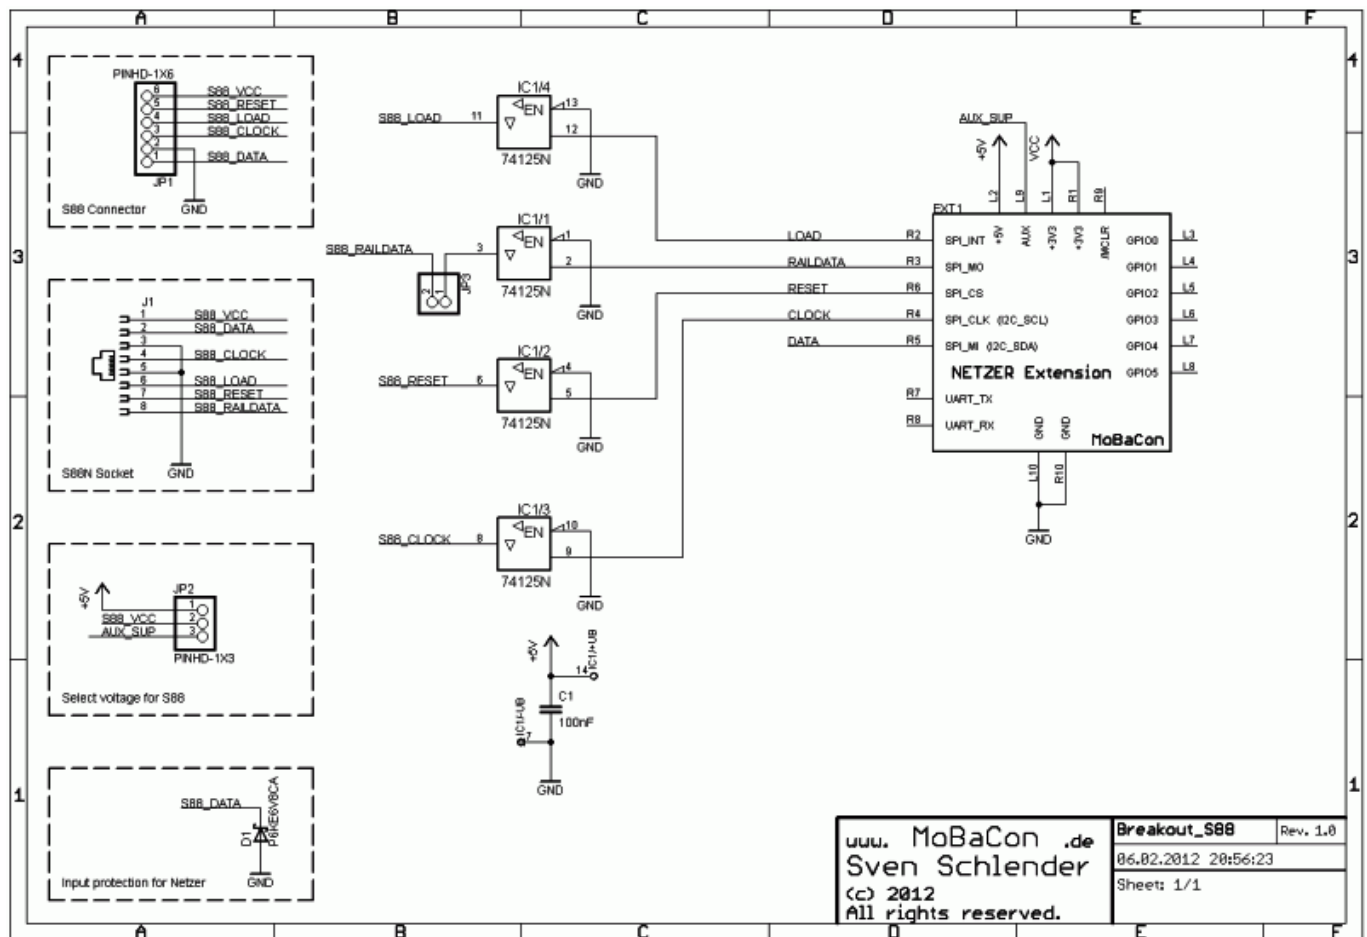 A B C D E F
4 4
3 3
2 2
1 1
PINHD-1X6
6 S88_VCC
5 S88_RESET
4 S88_LOAD
3 S88_CLOCK
2
1 S88_DATA
JP1
GND
S88 Connector
J1
1 S88_VCC
2 S88_DATA
3
4 S88_CLOCK
5
6 S88_LOAD
7 S88_RESET
8 S88_RAILDATA
GND
S88N Socket
+5V
JP2
1
S88_VCC 2
AUX_SUP 3
PINHD-1X3
Select voltage for S88
S88_DATA
D1
P6KE6V8CA
GND
Input protection for Netzer
IC1/4
S88_LOAD 11 EN 13
12
74125N
GND
IC1/1
S88_RAILDATA 3 EN 1
2
74125N
2 1 JP3
GND
IC1/2
S88_RESET 6 EN 4
5
74125N
GND
IC1/3
S88_CLOCK 8 EN 10
9
74125N
GND
+5V
14 IC1/+UB
C1
100nF
IC1/-UB
7
GND
AUX_SUP
+5V VCC
L2 L9 L1 R1 R9
EXT1
+5V AUX +3V3 +3V3 /MCLR
LOAD R2 SPI_INT GPIO0 L3
RAILDATA R3 SPI_MO GPIO1 L4
RESET R6 SPI_CS GPIO2 L5
CLOCK R4 SPI_CLK (I2C_SCL) GPIO3 L6
DATA R5 SPI_MI (I2C_SDA) GPIO4 L7
NETZER Extension GPIO5 L8
R7 UART_TX
R8 UART_RX
GND GND
MoBaCon
L10 R10
GND
www. MoBaCon .de
Sven Schlender
(c) 2012
All rights reserved.
Breakout_S88 Rev. 1.0
06.02.2012 20:56:23
Sheet: 1/1
A B C D E F